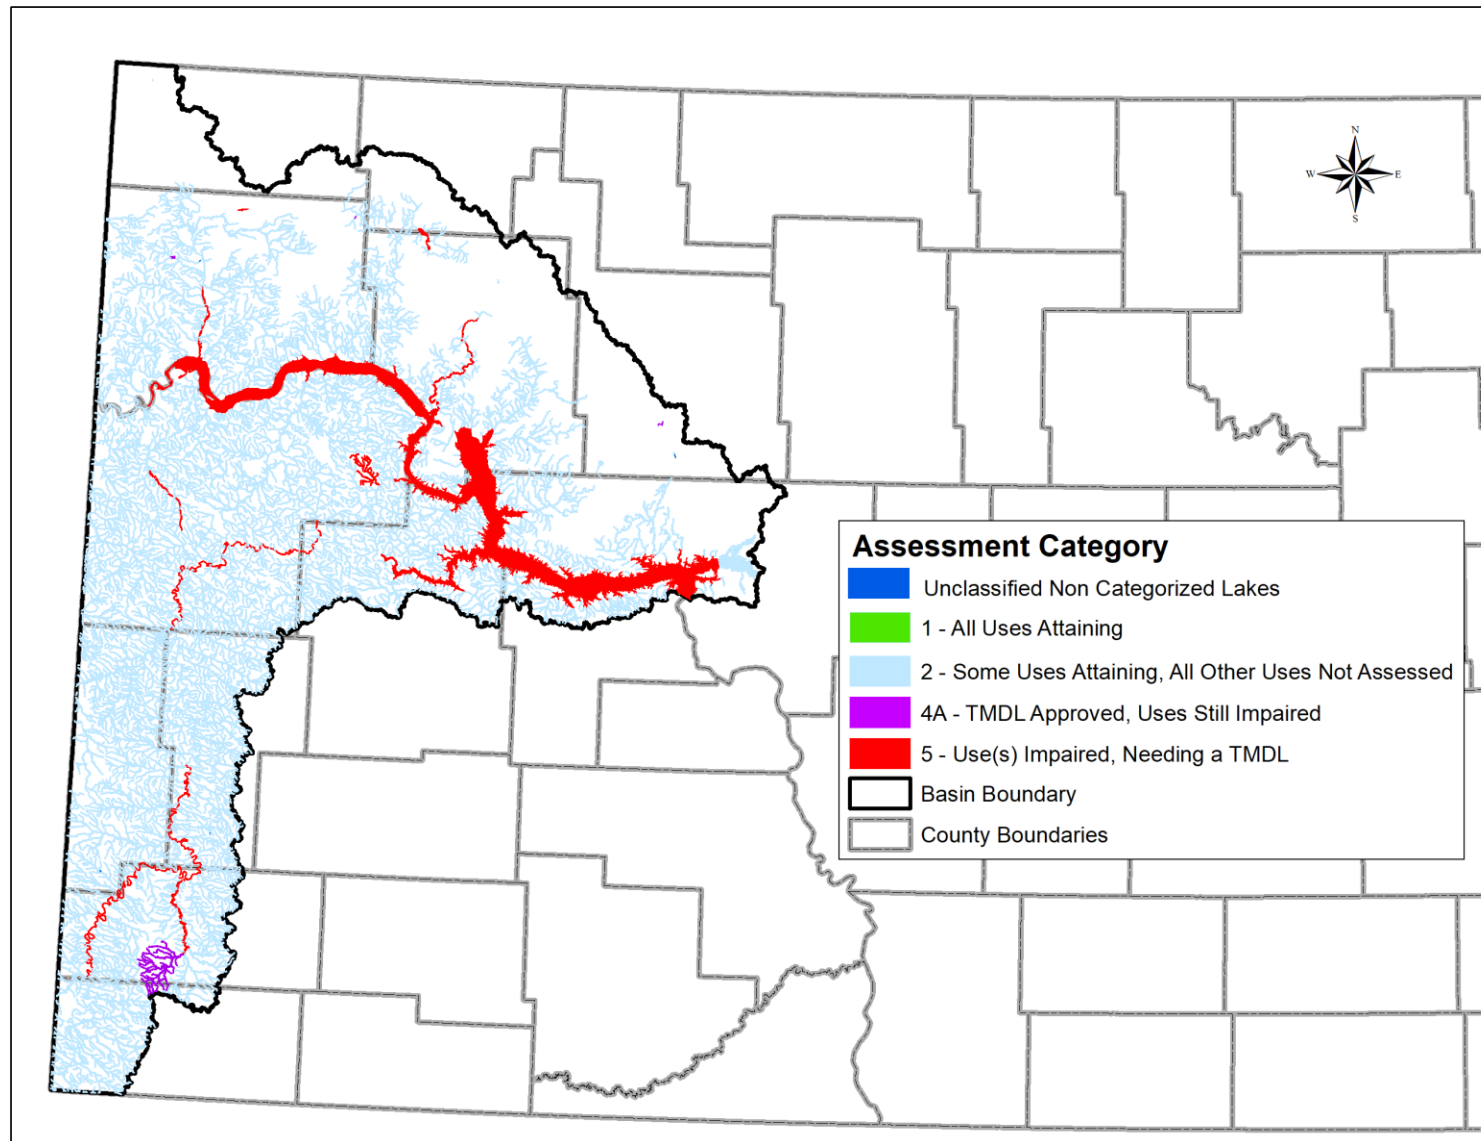 N
W E
S
Assessment Category
Unclassified Non Categorized Lakes
1 - All Uses Attaining
2 - Some Uses Attaining, All Other Uses Not Assessed
4A - TMDL Approved, Uses Still Impaired
5 - Use(s) Impaired, Needing a TMDL
Basin Boundary
County Boundaries